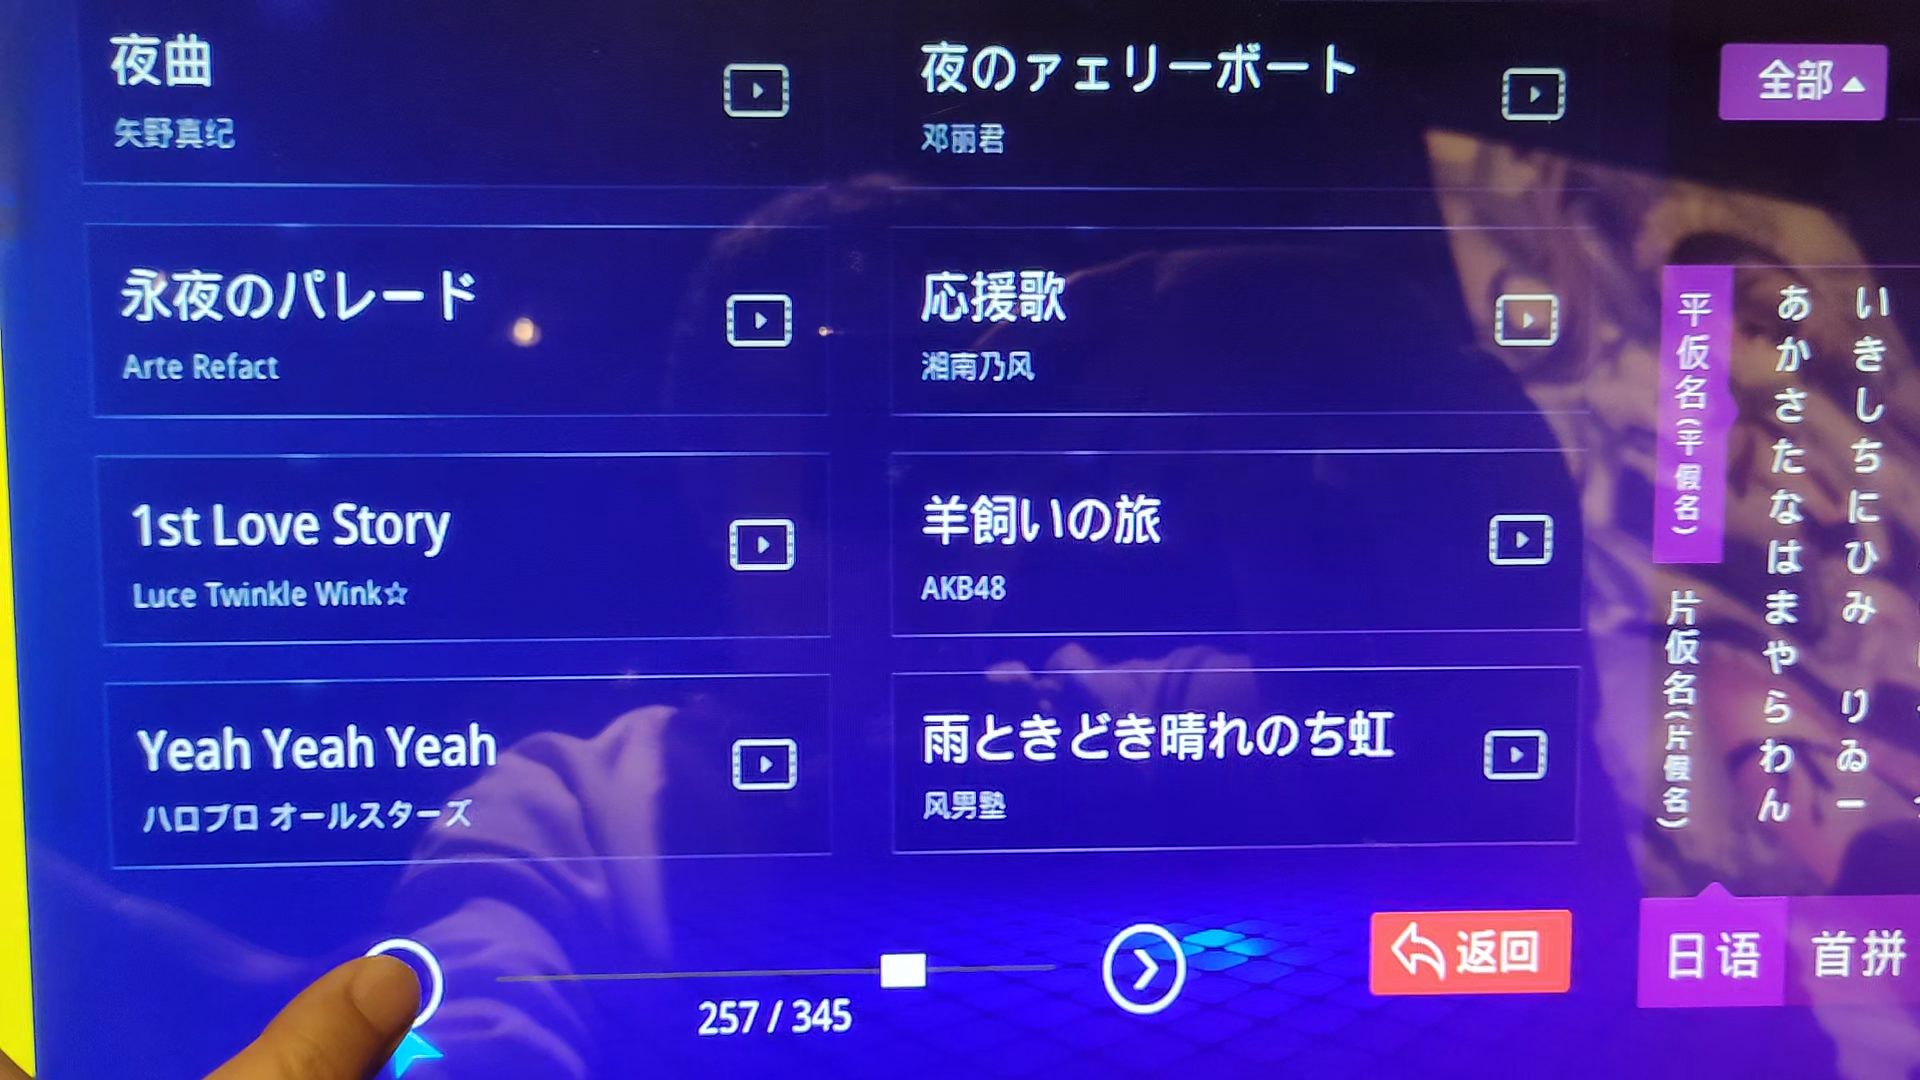 夜曲
矢野真纪
夜のァェリーボート
邓丽君
全部
永夜のパレード
Arte Refact
応援歌
湘南乃风
1st Love Story
Luce Twinkle Wink☆
羊飼いの旅
AKB48
Yeah Yeah Yeah
ハロプロ オールスターズ
雨ときどき晴れのち虹
风男塾
平仮名(平假名)
片仮名(片假名)
あかさたなはまやらわん
いきしちにひみ りゐー
257 / 345
返回
日语
首拼